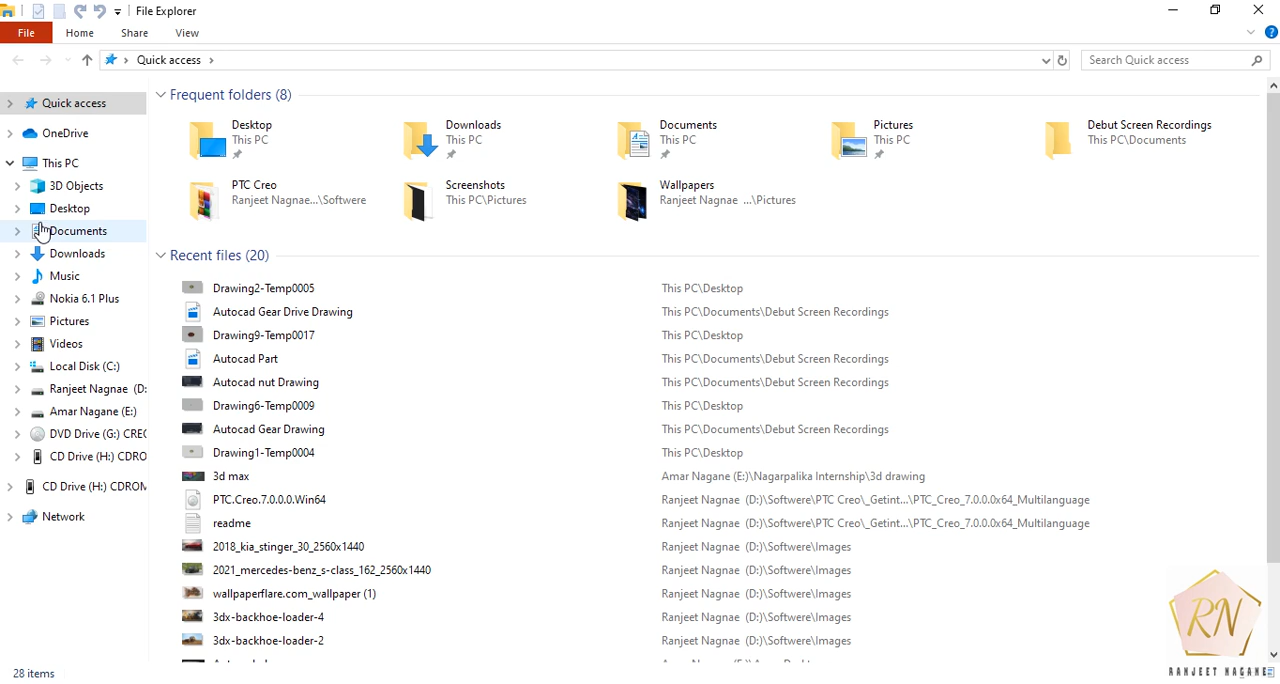 File Explorer
File Home Share View
Quick access
Search Quick access
Quick access
OneDrive
This PC
3D Objects
Desktop
Documents
Downloads
Music
Nokia 6.1 Plus
Pictures
Videos
Local Disk (C:)
Ranjeet Nagnae (D:
Amar Nagane (E:)
DVD Drive (G:) CREO
CD Drive (H:) CDRO
CD Drive (H:) CDROM
Network
Frequent folders (8)
Desktop
This PC
Downloads
This PC
Documents
This PC
Pictures
This PC
Debut Screen Recordings
This PC\Documents
PTC Creo
Ranjeet Nagnae...\Softwere
Screenshots
This PC\Pictures
Wallpapers
Ranjeet Nagnae ...\Pictures
Recent files (20)
Drawing2-Temp0005 This PC\Desktop
Autocad Gear Drive Drawing This PC\Documents\Debut Screen Recordings
Drawing9-Temp0017 This PC\Desktop
Autocad Part This PC\Documents\Debut Screen Recordings
Autocad nut Drawing This PC\Documents\Debut Screen Recordings
Drawing6-Temp0009 This PC\Desktop
Autocad Gear Drawing This PC\Documents\Debut Screen Recordings
Drawing1-Temp0004 This PC\Desktop
3d max Amar Nagane (E:)\Nagarpalika Internship\3d drawing
PTC.Creo.7.0.0.0.Win64 Ranjeet Nagnae (D:)\Softwere\PTC Creo\_Getint...\PTC_Creo_7.0.0.0x64_Multilanguage
readme Ranjeet Nagnae (D:)\Softwere\PTC Creo\_Getint...\PTC_Creo_7.0.0.0x64_Multilanguage
2018_kia_stinger_30_2560x1440 Ranjeet Nagnae (D:)\Softwere\Images
2021_mercedes-benz_s-class_162_2560x1440 Ranjeet Nagnae (D:)\Softwere\Images
wallpaperflare.com_wallpaper (1) Ranjeet Nagnae (D:)\Softwere\Images
3dx-backhoe-loader-4 Ranjeet Nagnae (D:)\Softwere\Images
3dx-backhoe-loader-2 Ranjeet Nagnae (D:)\Softwere\Images
RN
RANJEET NAGANE
28 items